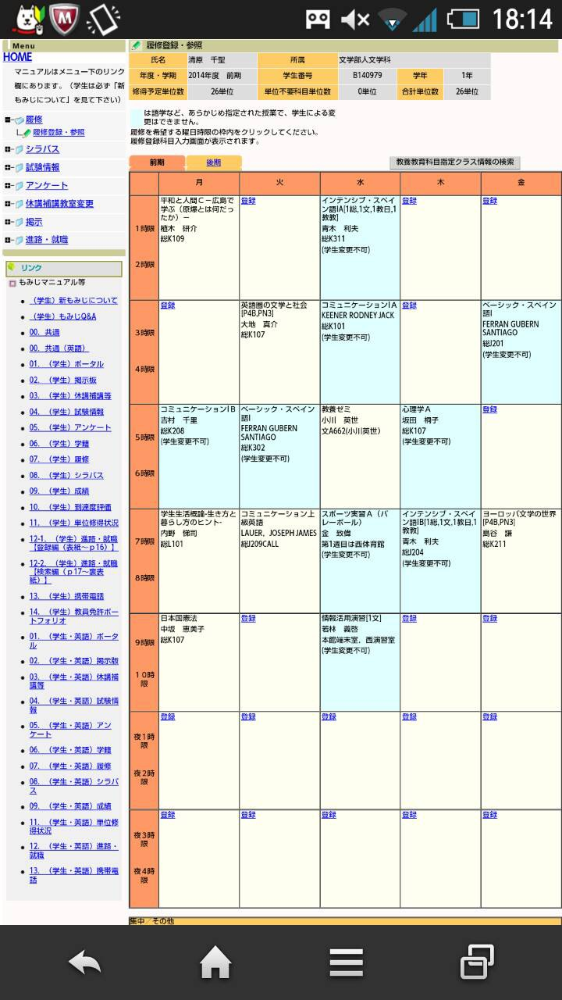 18:14
Menu
HOME
マニュアルはメニュー下のリンク
欄にあります。（学生は必ず「新
もみじについて」を見て下さい）
履修
履修登録・参照
シラバス
試験情報
アンケート
休講補講教室変更
掲示
進路・就職
リンク
もみじマニュアル等
（学生）新もみじについて
（学生）もみじQ&A
00. 共通
00. 共通（英語）
01. （学生）ポータル
02. （学生）掲示板
03. （学生）休講補講等
04. （学生）試験情報
05. （学生）アンケート
06. （学生）学籍
07. （学生）履修
08. （学生）シラバス
09. （学生）成績
10. （学生）到達度評価
11. （学生）単位修得状況
12-1. （学生）進路・就職
【登録編（表紙～ｐ16）】
12-2. （学生）進路・就職
【検索編（ｐ17～裏表
紙）】
13. （学生）携帯電話
14. （学生）教員免許ポー
トフォリオ
01. （学生・英語）ポータ
ル
02. （学生・英語）掲示版
03. （学生・英語）休講補
講等
04. （学生・英語）試験情
報
05. （学生・英語）アン
ケート
06. （学生・英語）学籍
07. （学生・英語）履修
08. （学生・英語）シラバ
ス
09. （学生・英語）成績
11. （学生・英語）単位修
得状況
12. （学生・英語）進路・
就職
13. （学生・英語）携帯電
話
履修登録・参照
氏名 清原 千聖 所属 文学部人文学科
年度・学期 2014年度 前期 学生番号 B140979 学年 1年
修得予定単位数 26単位 単位不要科目単位数 0単位 合計単位数 26単位
は語学など、あらかじめ指定された授業で、学生による変
更はできません。
履修を希望する曜日時限の枠内をクリックしてください。
履修登録科目入力画面が表示されます。
前期 後期 教養教育科目指定クラス情報の検索
月 火 水 木 金
1時限
2時限
平和と人間Ｃ－広島で
学ぶ（原爆とは何だっ
たか）－
植木 研介
総K109
登録
インテンシブ・スペイ
ン語ⅠA[1総,1文,1教日,1
教教]
青木 利夫
総K311
(学生変更不可)
登録
登録
3時限
4時限
登録
英語圏の文学と社会
[P4B,PN3]
大地 真介
総K107
コミュニケーションⅠＡ
KEENER RODNEY JACK
総K101
(学生変更不可)
登録
ベーシック・スペイン
語Ⅰ
FERRAN GUBERN
SANTIAGO
総J201
(学生変更不可)
5時限
6時限
コミュニケーションⅠＢ
吉村 千里
総K208
(学生変更不可)
ベーシック・スペイン
語Ⅰ
FERRAN GUBERN
SANTIAGO
総K302
(学生変更不可)
教養ゼミ
小川 英世
文A662(小川英世)
心理学Ａ
坂田 桐子
総K107
(学生変更不可)
登録
7時限
8時限
学生生活概論-生き方と
暮らし方のヒント-
内野 悌司
総L101
コミュニケーション上
級英語
LAUER，JOSEPH JAMES
総J209CALL
スポーツ実習Ａ（バ
レーボール）
金 致偉
第1週目は西体育館
(学生変更不可)
インテンシブ・スペイ
ン語ⅠB[1総,1文,1教日,1
教教]
青木 利夫
総J204
(学生変更不可)
ヨーロッパ文学の世界
[P4B,PN3]
島谷 謙
総K211
9時限
１０時
限
日本国憲法
中坂 恵美子
総K107
登録
情報活用演習[1文]
若林 義啓
本館端末室，西演習室
(学生変更不可)
登録
登録
夜１時
限
夜２時
限
登録 登録 登録 登録 登録
夜３時
限
夜４時
限
登録 登録 登録 登録 登録
集中／その他